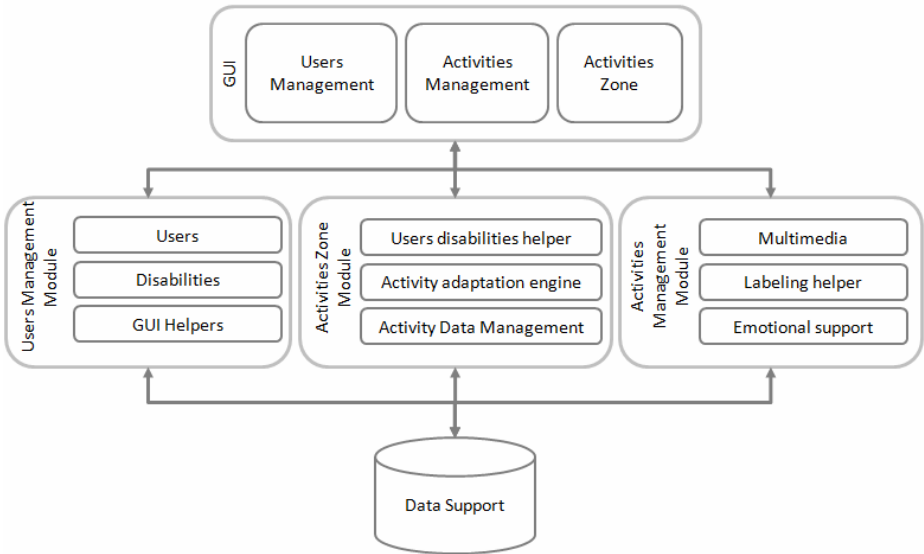 GUI
Users
Management
Activities
Management
Activities
Zone
Users Management
Module
Users
Disabilities
GUI Helpers
Activities Zone
Module
Users disabilities helper
Activity adaptation engine
Activity Data Management
Activities
Management
Module
Multimedia
Labeling helper
Emotional support
Data Support